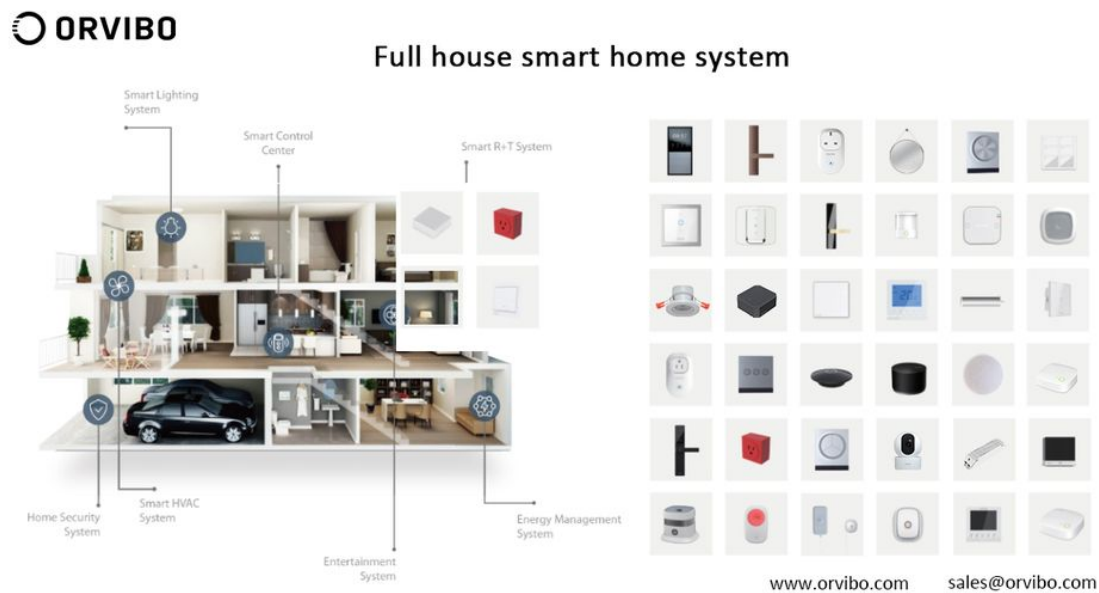 ORVIBO
Full house smart home system
Smart Lighting
System
Smart Control
Center
Smart R+T System
Smart HVAC
System
Home Security
System
Energy Management
System
Entertainment
System
www.orvibo.com
sales@orvibo.com